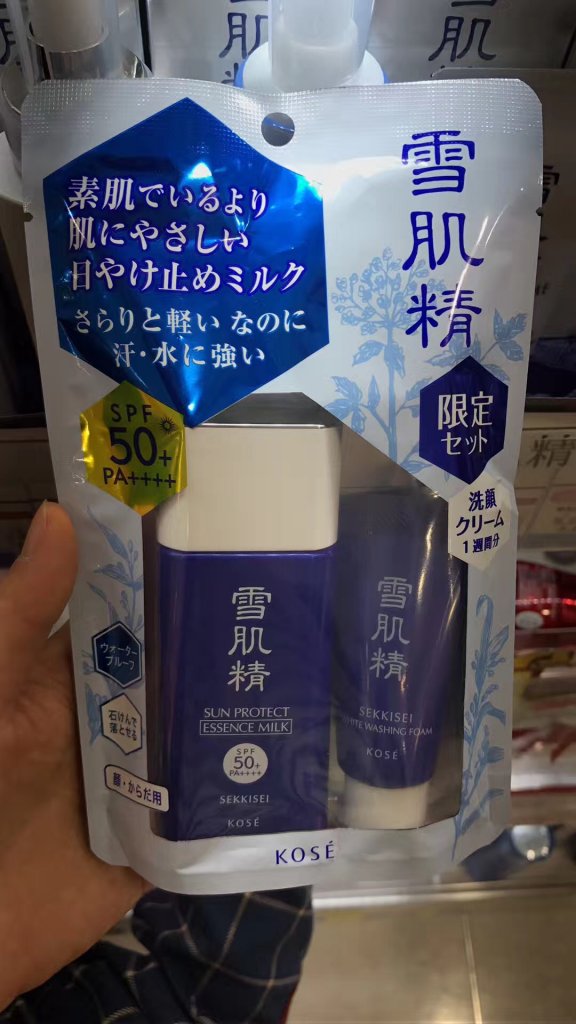 雪肌
雪肌
素肌でいるより
肌にやさしい
日やけ止めミルク
さらりと軽い なのに
汗・水に強い
雪肌精
SPF
50+
PA++++
限定
セット
洗顔
クリーム
1週間分
雪肌精
SUN PROTECT
ESSENCE MILK
SPF
50+
PA++++
SEKKISEI
KOSÉ
雪肌精
SEKKISEI
WHITE WASHING FOAM
KOSÉ
ウォーター
プルーフ
石けんで
落とせる
顔・からだ用
KOSÉ
精